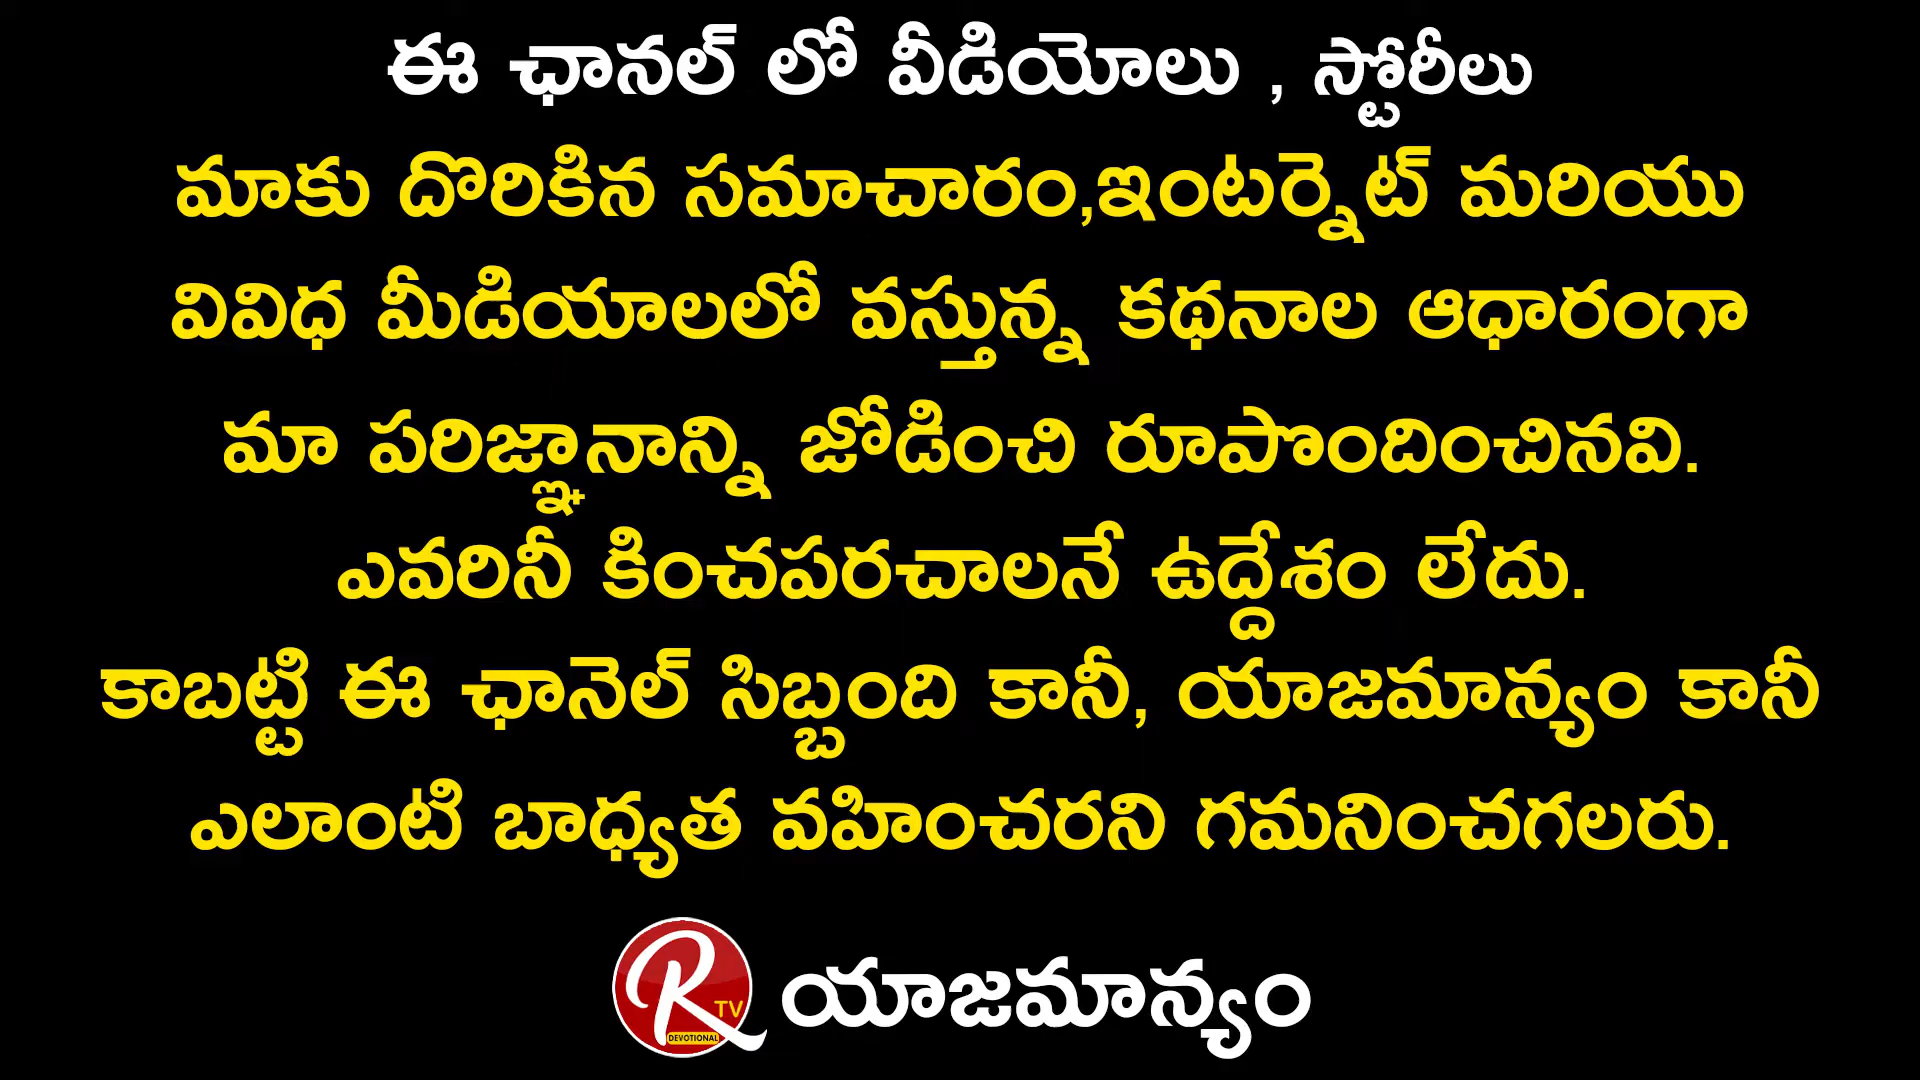 ఈ ఛానల్ లో వీడియోలు , స్టోరీలు
మాకు దొరికిన సమాచారం,ఇంటర్నెట్ మరియు
వివిధ మీడియాలలో వస్తున్న కథనాల ఆధారంగా
మా పరిజ్ఞానాన్ని జోడించి రూపొందించినవి.
ఎవరినీ కించపరచాలనే ఉద్దేశం లేదు.
కాబట్టి ఈ ఛానెల్ సిబ్బంది కానీ, యాజమాన్యం కానీ
ఎలాంటి బాధ్యత వహించరని గమనించగలరు.
R TV DEVOTIONAL యాజమాన్యం